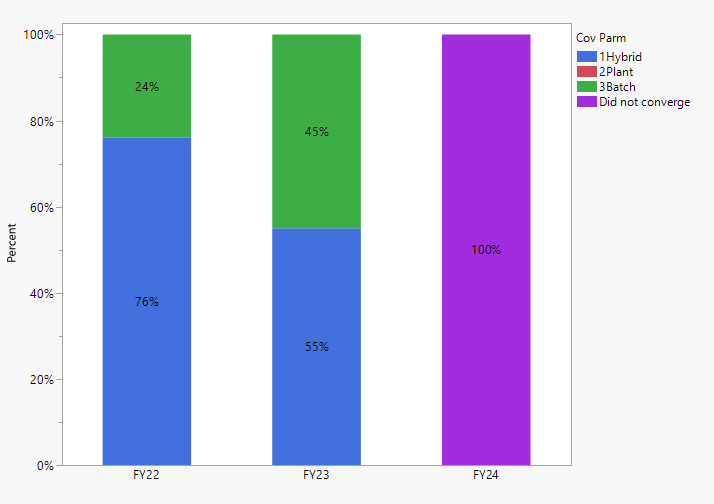 Cov Parm
1Hybrid
2Plant
3Batch
Did not converge
Percent
100%
80%
60%
40%
20%
0%
24%
76%
45%
55%
100%
FY22
FY23
FY24